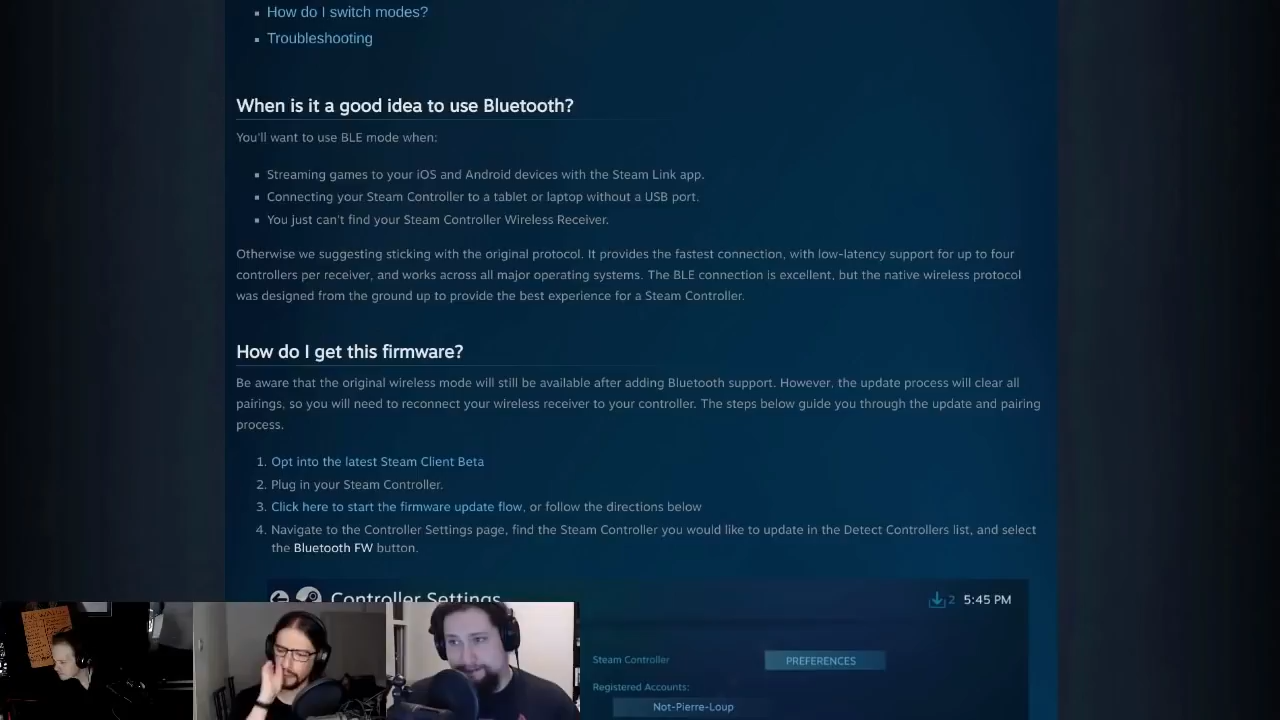 How do I switch modes?
Troubleshooting
When is it a good idea to use Bluetooth?
You'll want to use BLE mode when:
Streaming games to your iOS and Android devices with the Steam Link app.
Connecting your Steam Controller to a tablet or laptop without a USB port.
You just can't find your Steam Controller Wireless Receiver.
Otherwise we suggesting sticking with the original protocol. It provides the fastest connection, with low-latency support for up to four
controllers per receiver, and works across all major operating systems. The BLE connection is excellent, but the native wireless protocol
was designed from the ground up to provide the best experience for a Steam Controller.
How do I get this firmware?
Be aware that the original wireless mode will still be available after adding Bluetooth support. However, the update process will clear all
pairings, so you will need to reconnect your wireless receiver to your controller. The steps below guide you through the update and pairing
process.
1. Opt into the latest Steam Client Beta
2. Plug in your Steam Controller.
3. Click here to start the firmware update flow, or follow the directions below
4. Navigate to the Controller Settings page, find the Steam Controller you would like to update in the Detect Controllers list, and select
the Bluetooth FW button.
Controller Settings
2 5:45 PM
Steam Controller
PREFERENCES
Registered Accounts:
Not-Pierre-Loup